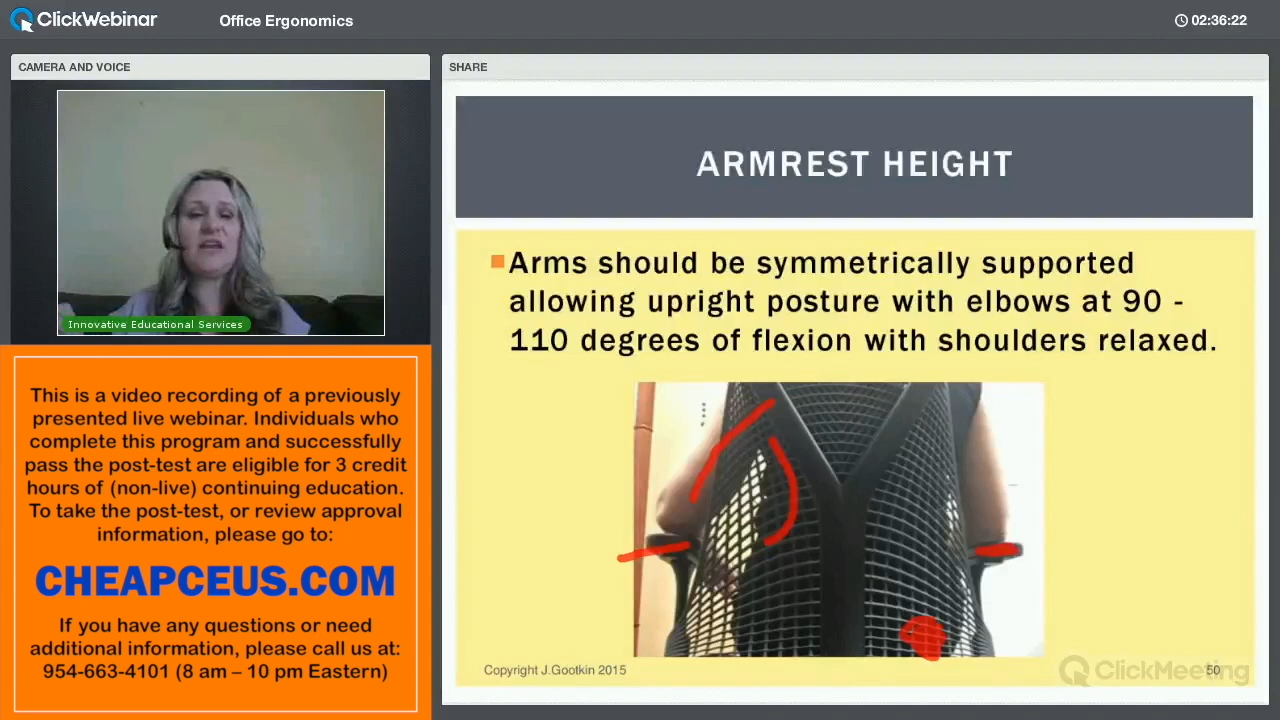 ClickWebinar
Office Ergonomics
02:36:22
CAMERA AND VOICE
Innovative Educational Services
This is a video recording of a previously
presented live webinar. Individuals who
complete this program and successfully
pass the post-test are eligible for 3 credit
hours of (non-live) continuing education.
To take the post-test, or review approval
information, please go to:
CHEAPCEUS.COM
If you have any questions or need
additional information, please call us at:
954-663-4101 (8 am – 10 pm Eastern)
SHARE
ARMREST HEIGHT
Arms should be symmetrically supported
allowing upright posture with elbows at 90 -
110 degrees of flexion with shoulders relaxed.
Copyright J.Gootkin 2015
50
ClickMeeting